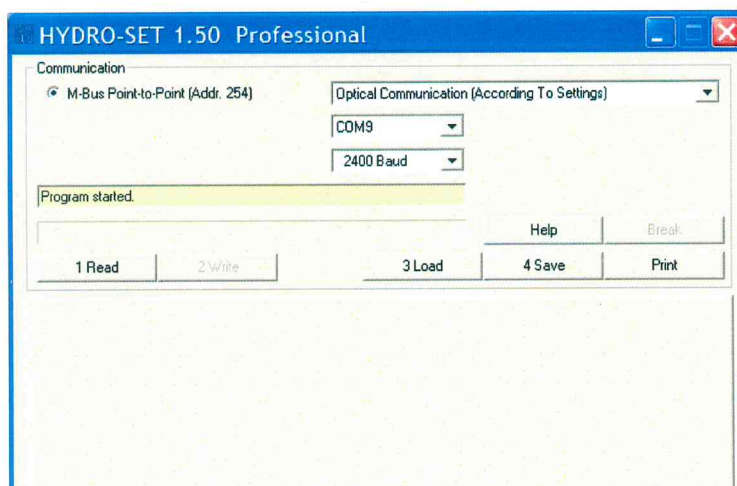 HYDRO-SET 1.50 Professional
Communication
M-Bus Point-to-Point (Addr. 254)
Optical Communication (According To Settings)
COM9
2400 Baud
Program started.
Help
Break
1 Read
2 Write
3 Load
4 Save
Print